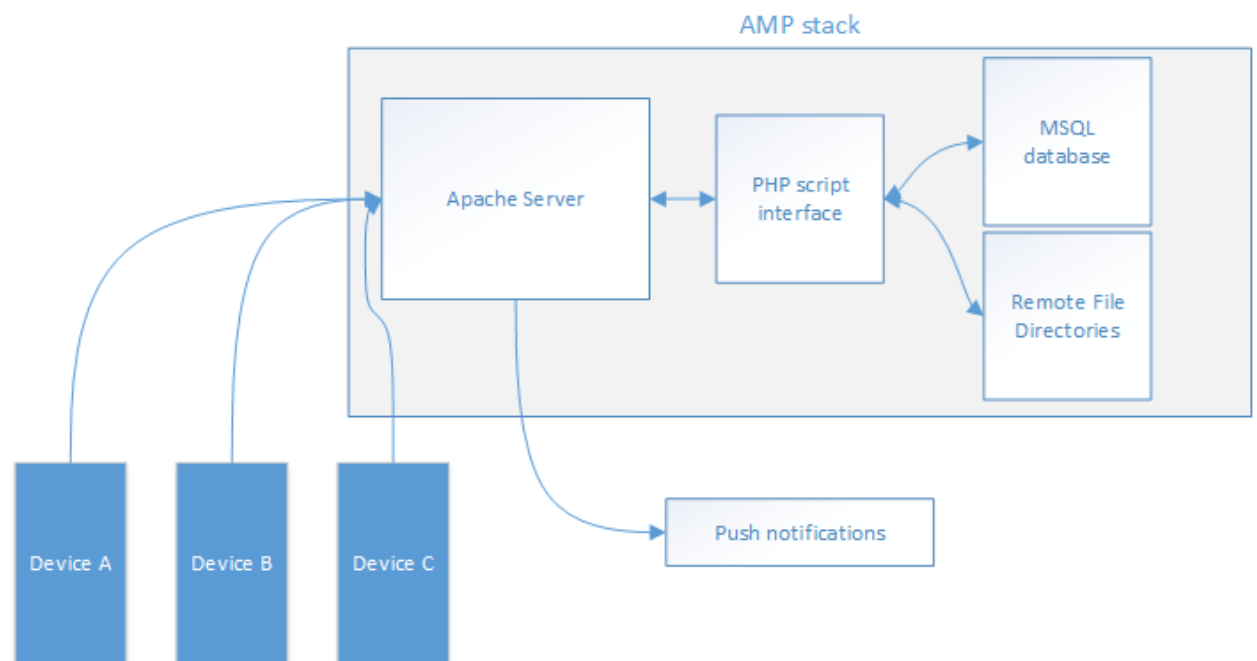 AMP stack
Apache Server
PHP script
interface
MSQL
database
Remote File
Directories
Push notifications
Device A
Device B
Device C